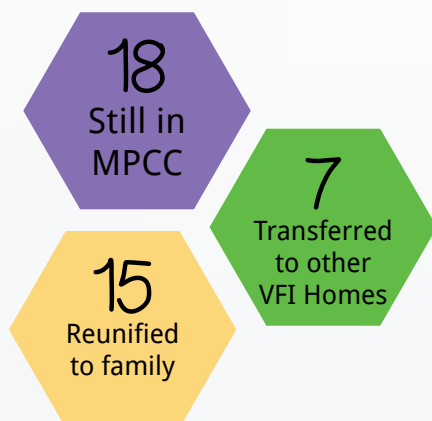 18
Still in
MPCC
7
Transferred
to other
VFI Homes
15
Reunified
to family